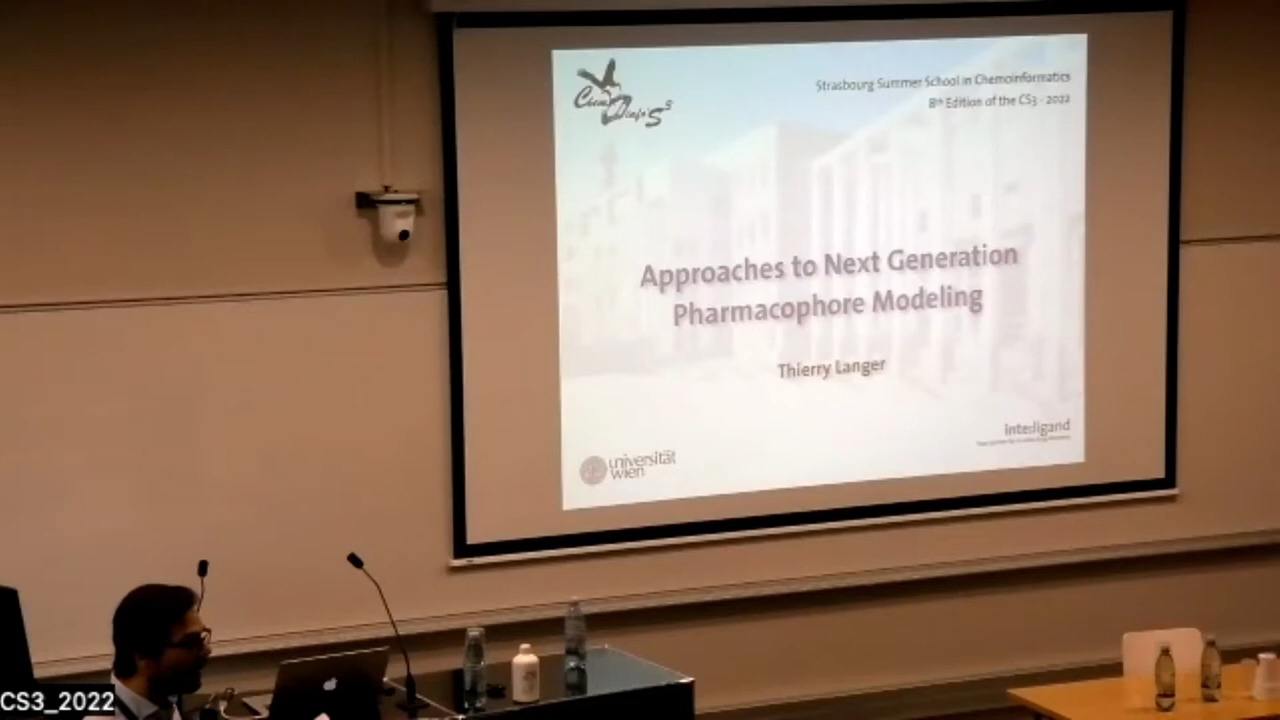 Strasbourg Summer School in Chemoinformatics
8th Edition of the CS3 - 2022
Approaches to Next Generation
Pharmacophore Modeling
Thierry Langer
universität
wien
inte:ligand
CS3_2022